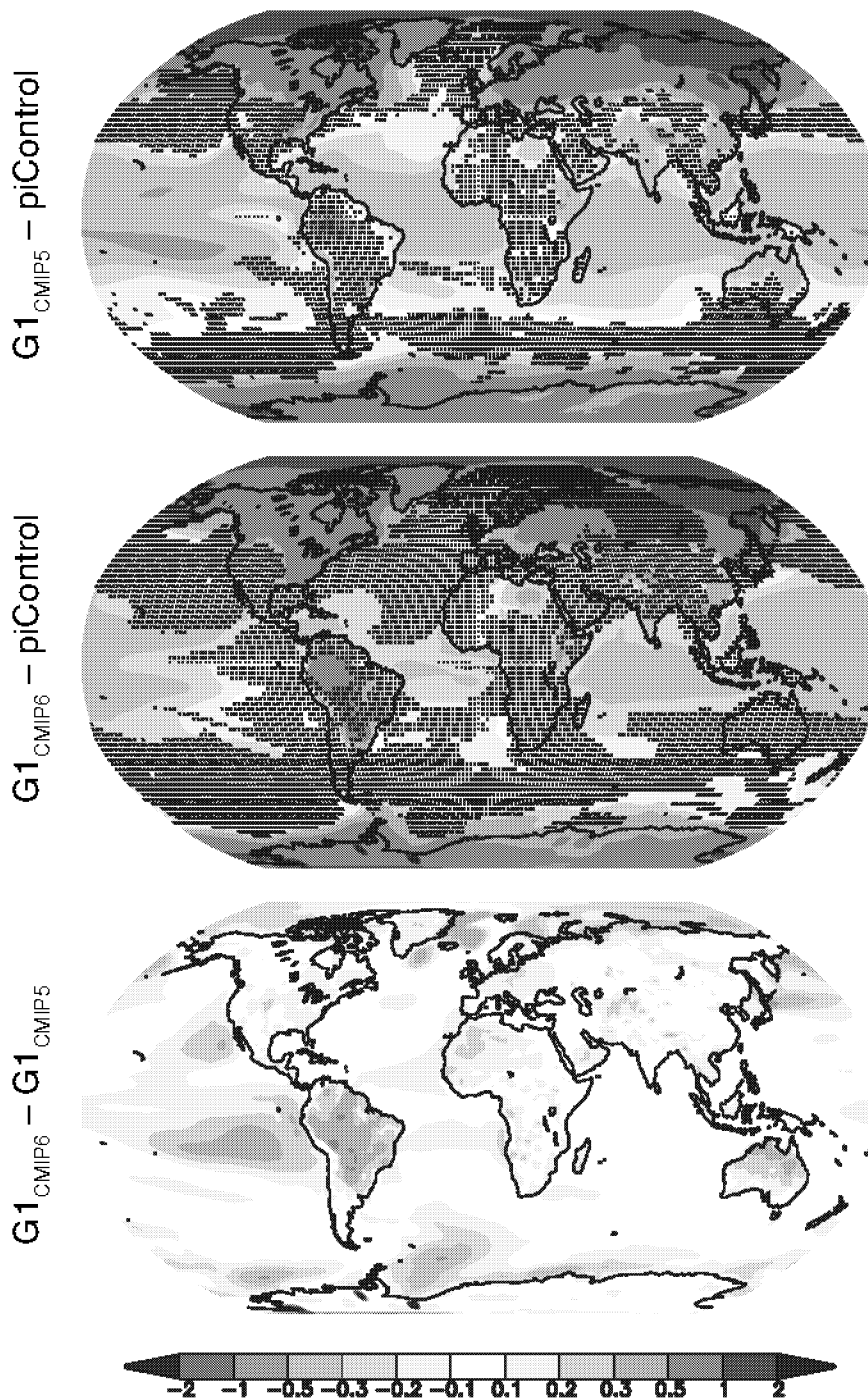 G1CMIP5 – piControl
G1CMIP6 – piControl
G1CMIP6 – G1CMIP5
−2 −1 −0.5 −0.3 −0.2 −0.1 0.1 0.2 0.3 0.5 1 2